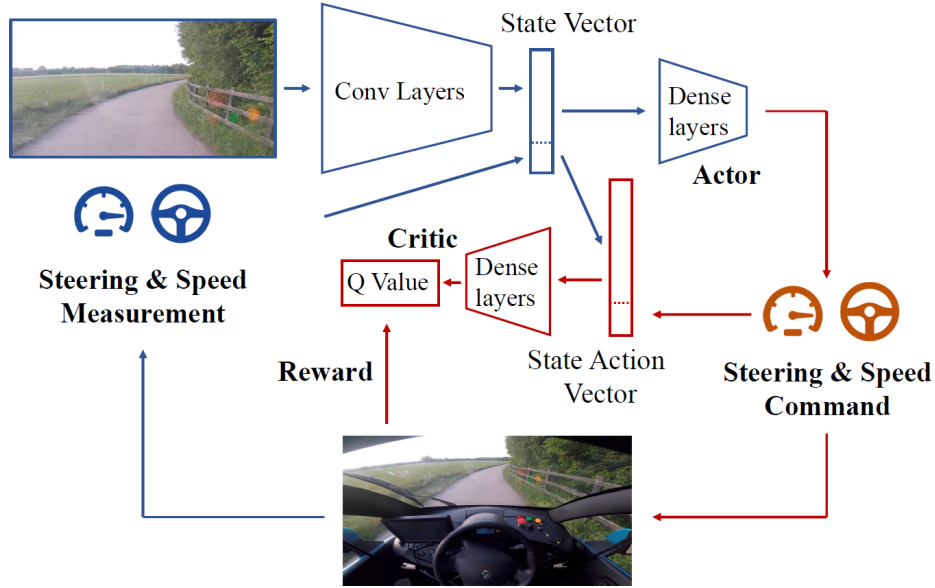 State Vector
Conv Layers
Dense
layers
Actor
Critic
Dense
layers
Q Value
Steering & Speed
Measurement
Reward
State Action
Vector
Steering & Speed
Command